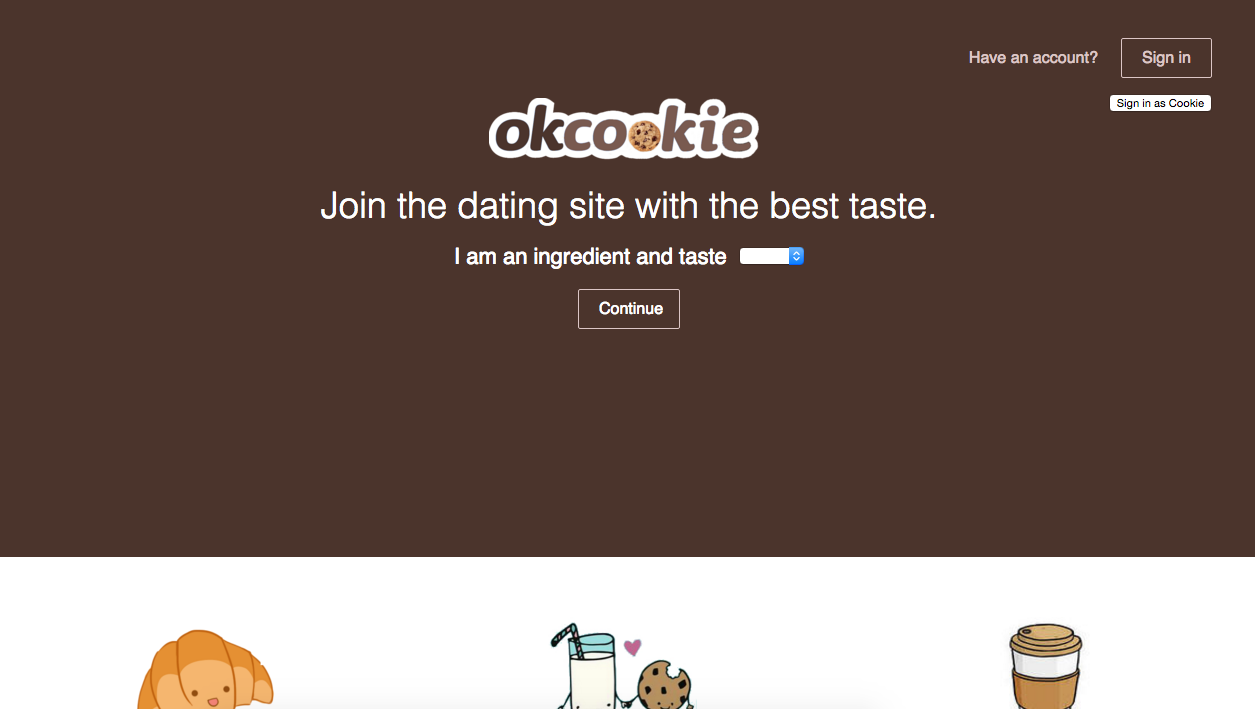 Have an account? Sign in
Sign in as Cookie
okcookie
Join the dating site with the best taste.
I am an ingredient and taste
Continue